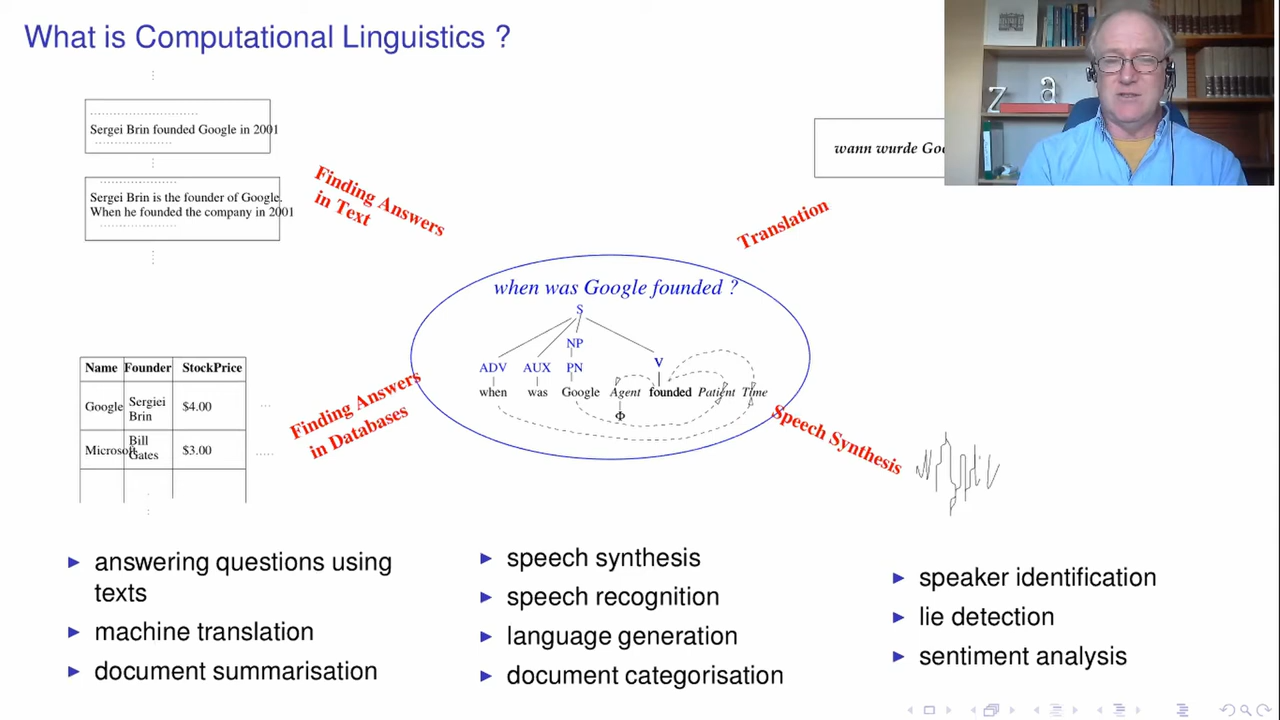 What is Computational Linguistics ?
Sergei Brin founded Google in 2001
Sergei Brin is the founder of Google.
When he founded the company in 2001
Finding Answers
in Text
wann wurde
Translation
z a
when was Google founded ?
S
NP
ADV AUX PN V
when was Google Agent founded Patient Time
Φ
Name Founder StockPrice
Google Sergiei
Brin $4.00
Microsoft Bill
Gates $3.00
Finding Answers
in Databases
Speech Synthesis
▶ answering questions using
texts
▶ machine translation
▶ document summarisation
▶ speech synthesis
▶ speech recognition
▶ language generation
▶ document categorisation
▶ speaker identification
▶ lie detection
▶ sentiment analysis